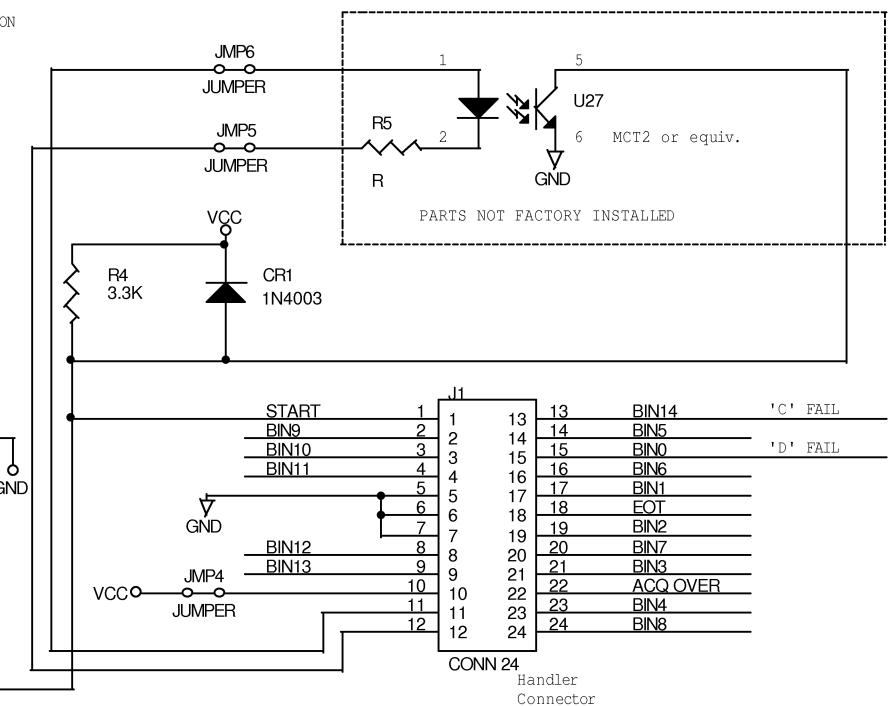 ON
JMP6
JUMPER
1
5
U27
R5
JMP5
JUMPER
2
6
MCT2 or equiv.
R
GND
PARTS NOT FACTORY INSTALLED
VCC
R4
3.3K
CR1
1N4003
J1
START 1 1 13 13 BIN14 'C' FAIL
BIN9 2 2 14 14 BIN5
BIN10 3 3 15 15 BIN0 'D' FAIL
BIN11 4 4 16 16 BIN6
5 5 17 17 BIN1
GND
6 6 18 18 EOT
GND
7 7 19 19 BIN2
BIN12 8 8 20 20 BIN7
BIN13 9 9 21 21 BIN3
VCC JMP4 10 10 22 22 ACQ OVER
JUMPER
11 11 23 23 BIN4
12 12 24 24 BIN8
CONN 24
Handler
Connector